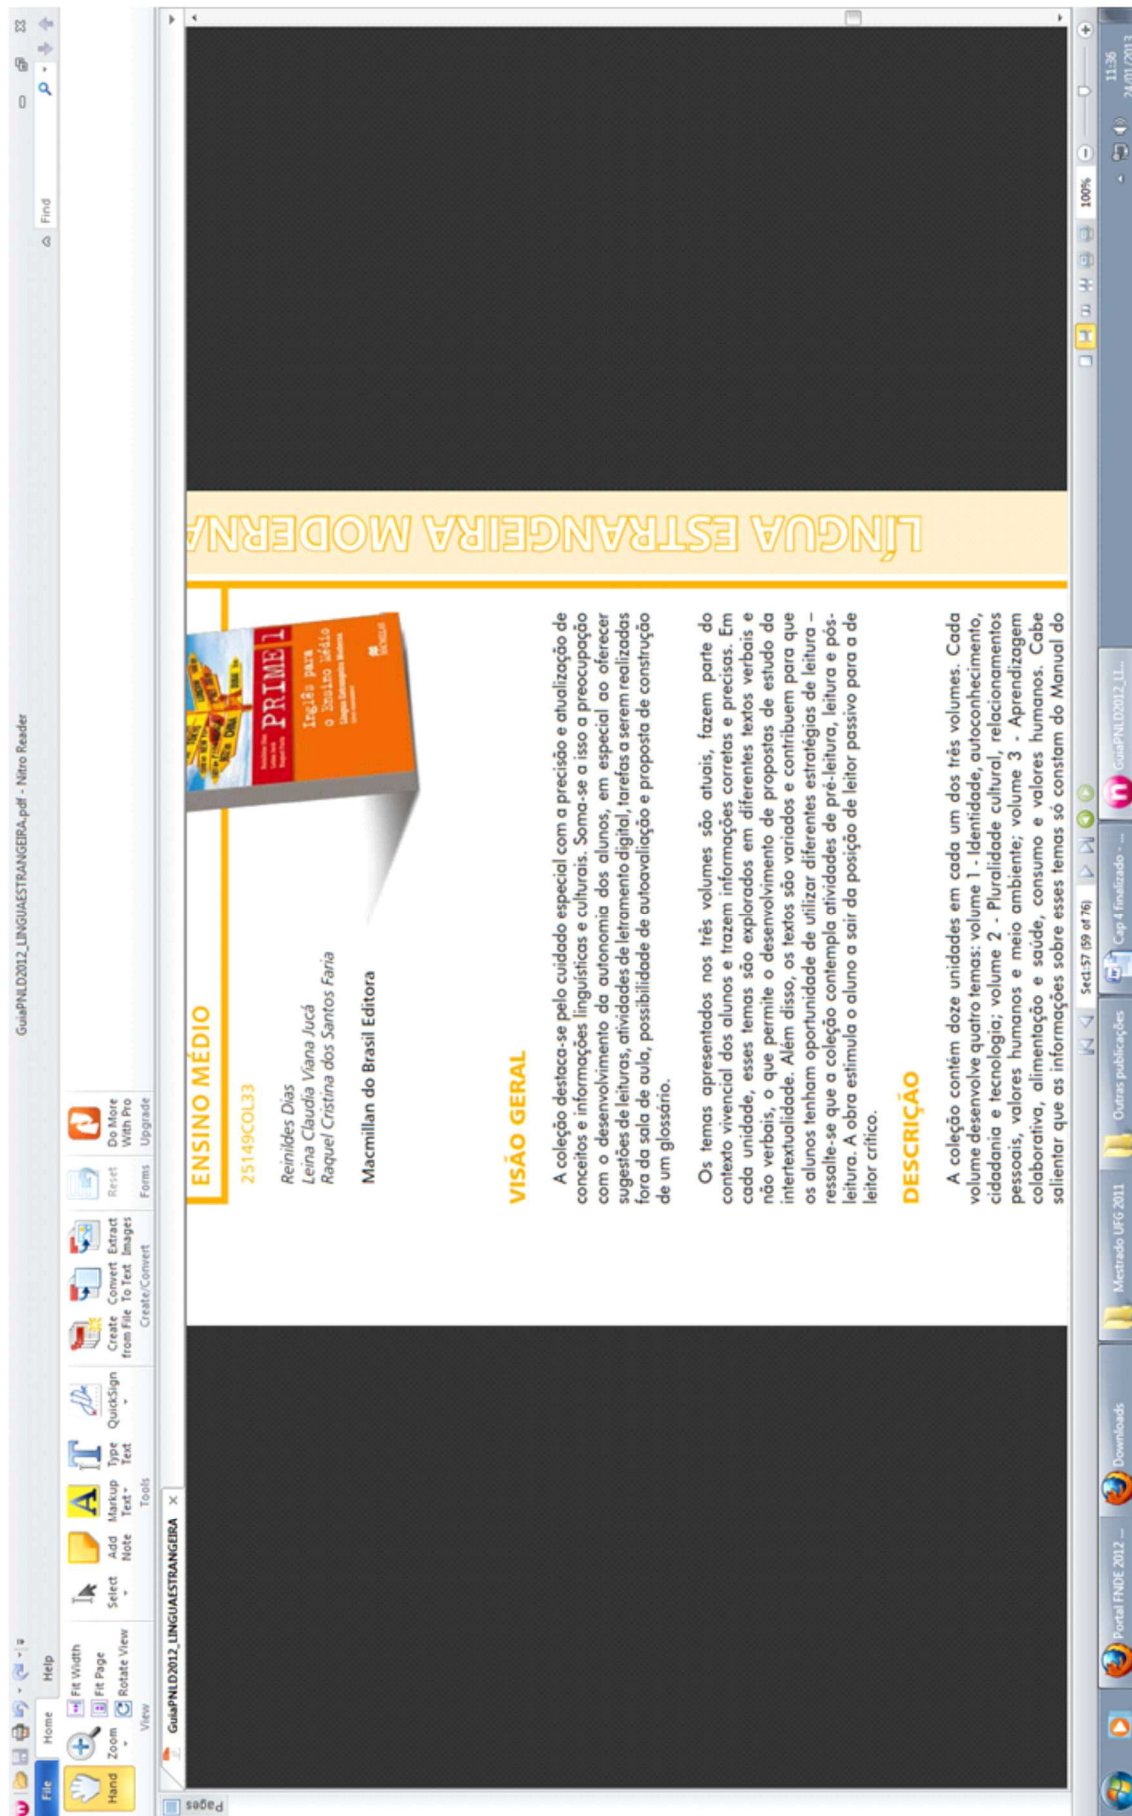 GuiaPNLD2012_LINGUAESTRANGEIRA.pdf - Nitro Reader
File
Home
Help
Find
Hand
Zoom
Fit Width
Fit Page
Rotate View
View
Select
Add Note
Markup Text
Type Text
QuickSign
Tools
Create from File
Convert To Text
Extract Images
Create/Convert
Reset
Forms
Do More With Pro
Upgrade
GuiaPNLD2012_LINGUAESTRANGEIRA
Pages
ENSINO MÉDIO
25149COL33
Reinildes Dias
Leina Claudia Viana Jucá
Raquel Cristina dos Santos Faria
Macmillan do Brasil Editora
PRIME 1
Inglês para
o Ensino Médio
Língua Estrangeira Moderna
MACMILLAN
LÍNGUA ESTRANGEIRA MODERNA
VISÃO GERAL
A coleção destaca-se pelo cuidado especial com a precisão e atualização de
conceitos e informações linguísticas e culturais. Soma-se a isso a preocupação
com o desenvolvimento da autonomia dos alunos, em especial ao oferecer
sugestões de leituras, atividades de letramento digital, tarefas a serem realizadas
fora da sala de aula, possibilidade de autoavaliação e proposta de construção
de um glossário.
Os temas apresentados nos três volumes são atuais, fazem parte do
contexto vivencial dos alunos e trazem informações corretas e precisas. Em
cada unidade, esses temas são explorados em diferentes textos verbais e
não verbais, o que permite o desenvolvimento de propostas de estudo da
intertextualidade. Além disso, os textos são variados e contribuem para que
os alunos tenham oportunidade de utilizar diferentes estratégias de leitura –
ressalte-se que a coleção contempla atividades de pré-leitura, leitura e pós-
leitura. A obra estimula o aluno a sair da posição de leitor passivo para a de
leitor crítico.
DESCRIÇÃO
A coleção contém doze unidades em cada um dos três volumes. Cada
volume desenvolve quatro temas: volume 1 - Identidade, autoconhecimento,
cidadania e tecnologia; volume 2 - Pluralidade cultural, relacionamentos
pessoais, valores humanos e meio ambiente; volume 3 - Aprendizagem
colaborativa, alimentação e saúde, consumo e valores humanos. Cabe
salientar que as informações sobre esses temas só constam do Manual do
Sec1:57 (59 of 76)
100%
Portal FNDE 2012 ...
Downloads
Mestrado UFG 2011
Outras publicações
Cap 4 finalizado - ...
GuiaPNLD2012_LI...
11:36
24/01/2013